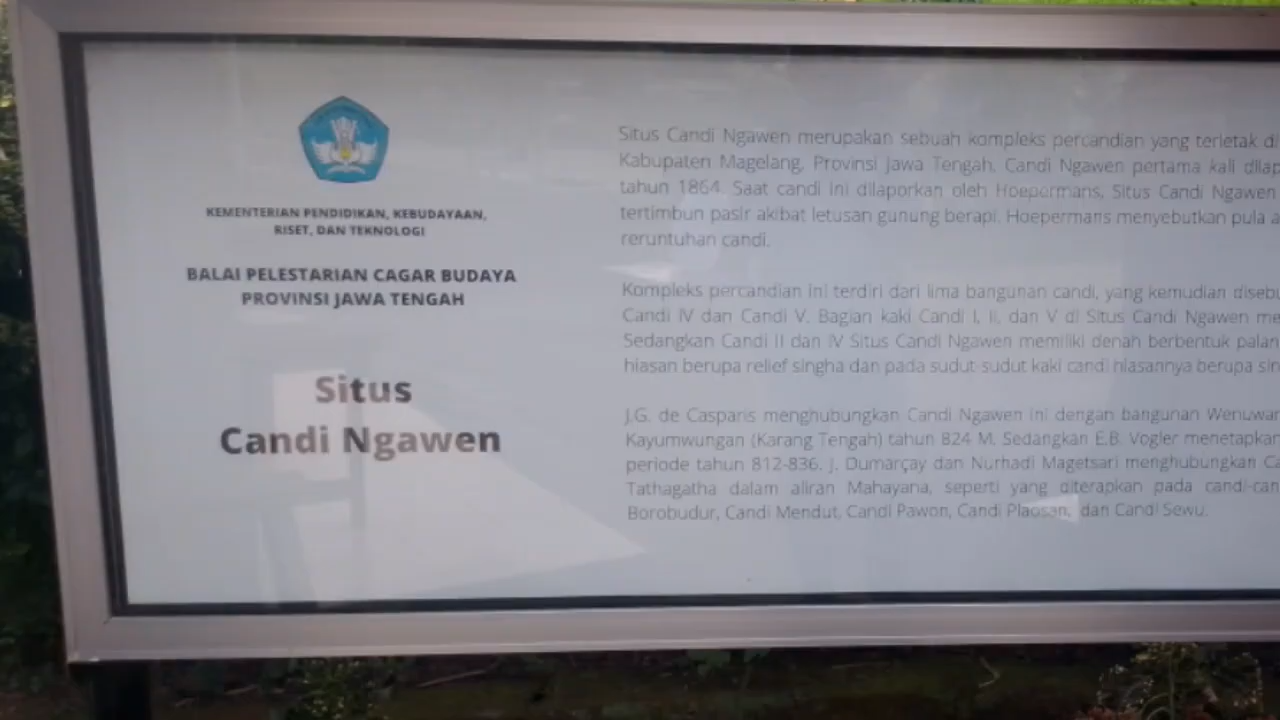 KEMENTERIAN PENDIDIKAN, KEBUDAYAAN,
RISET, DAN TEKNOLOGI
BALAI PELESTARIAN CAGAR BUDAYA
PROVINSI JAWA TENGAH
Situs
Candi Ngawen
Situs Candi Ngawen merupakan sebuah kompleks percandian yang terletak di
Kabupaten Magelang, Provinsi Jawa Tengah. Candi Ngawen pertama kali
tahun 1864. Saat candi ini dilaporkan oleh Hoepermans, Situs Candi Ngawen
tertimbun pasir akibat letusan gunung berapi. Hoepermans menyebutkan pula
reruntuhan candi.
Kompleks percandian ini terdiri dari lima bangunan candi, yang kemudian
Candi IV dan Candi V. Bagian kaki Candi I, II, dan V di Situs Candi Ngawen
Sedangkan Candi II dan IV Situs Candi Ngawen memiliki denah berbentuk
hiasan berupa relief singha dan pada sudut-sudut kaki candi hiasannya berupa
J.G. de Casparis menghubungkan Candi Ngawen ini dengan bangunan
Kayumwungan (Karang Tengah) tahun 824 M. Sedangkan E.B. Vogler menetapkan
periode tahun 812-836. J. Dumarçay dan Nurhadi Magetsari menghubungkan
Tathagatha dalam aliran Mahayana, seperti yang diterapkan pada
Borobudur, Candi Mendut, Candi Pawon, Candi Plaosan, dan Candi Sewu.